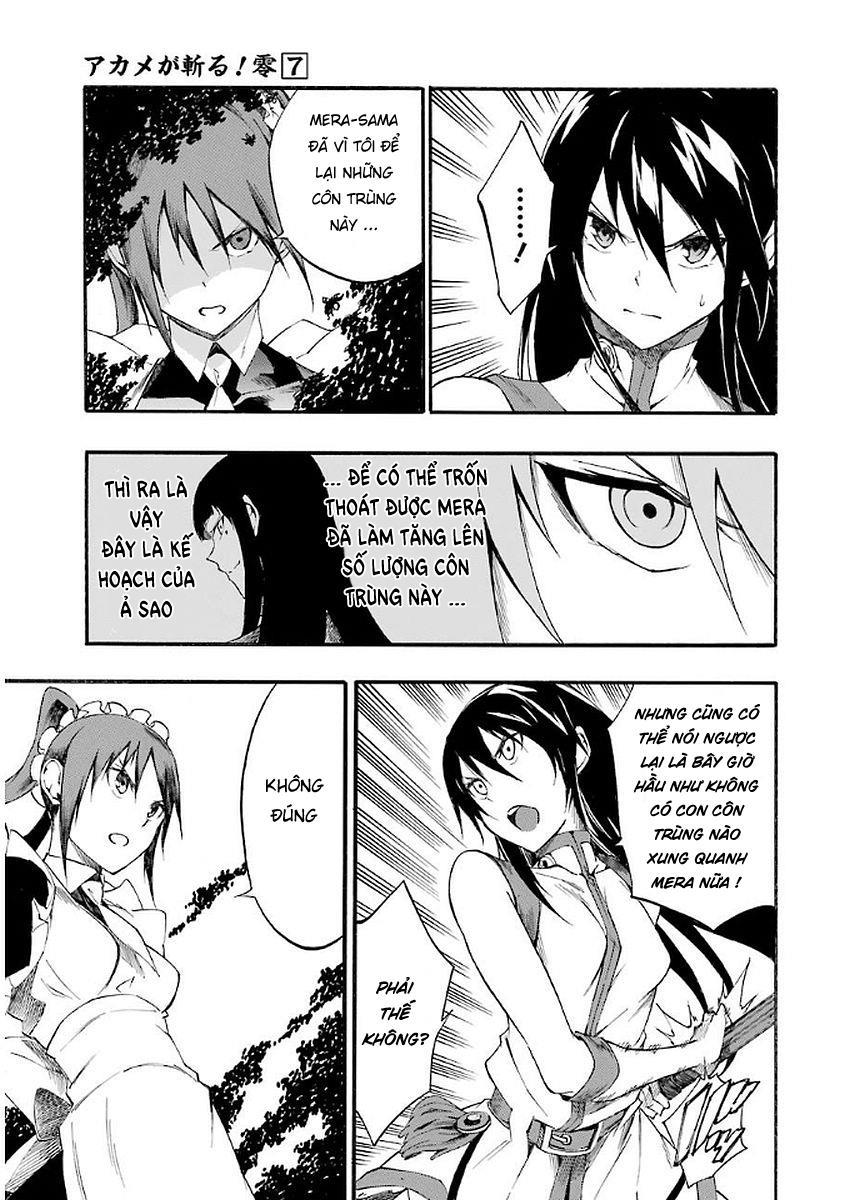 アカメが斬る！零 7
‥‥‥‥！
MERA-SAMA
ĐÃ VÌ TÔI ĐỂ
LẠI NHỮNG
CÔN TRÙNG
NÀY ...
... ĐỂ CÓ THỂ TRỐN
THOÁT ĐƯỢC MERA
ĐÃ LÀM TĂNG LÊN
SỐ LƯỢNG CÔN
TRÙNG NÀY ...
THÌ RA LÀ
VẬY
ĐÂY LÀ KẾ
HOẠCH CỦA
Ả SAO
NHƯNG CŨNG CÓ
THỂ NÓI NGƯỢC
LẠI LÀ BÂY GIỜ
HẦU NHƯ KHÔNG
CÓ CON CÔN
TRÙNG NÀO
XUNG QUANH
MERA NỮA !
PHẢI
THẾ
KHÔNG?
KHÔNG
ĐÚNG